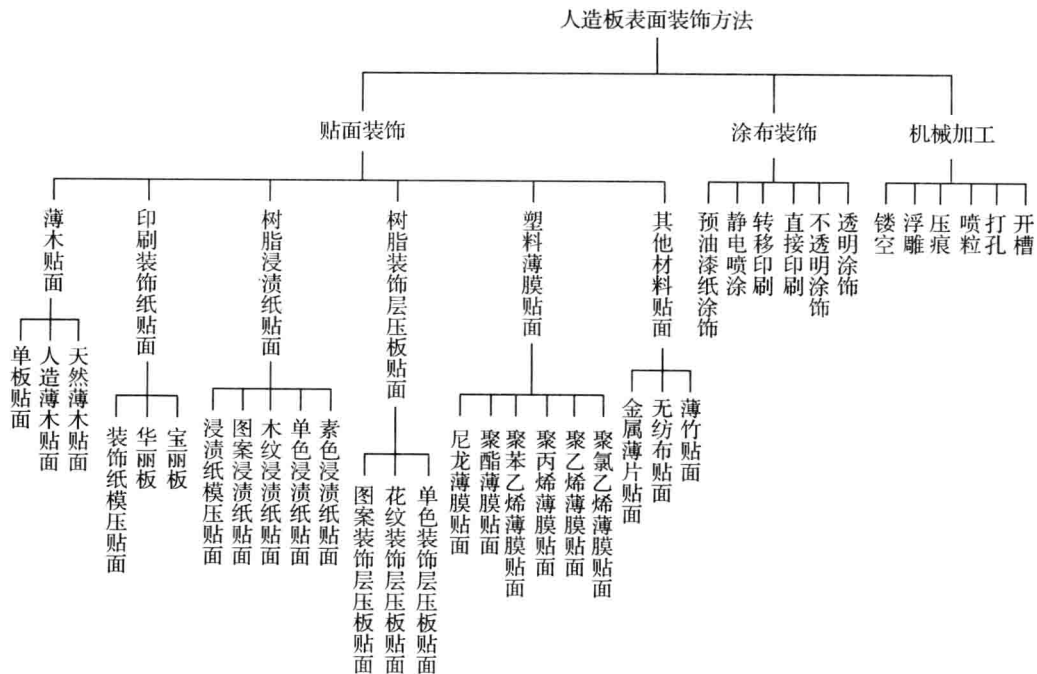 人造板表面装饰方法
贴面装饰
涂布装饰
机械加工
薄木贴面
印刷装饰纸贴面
树脂浸渍纸贴面
树脂装饰层压板贴面
塑料薄膜贴面
其他材料贴面
预油漆纸涂饰
静电喷涂
转移印刷
直接印刷
不透明涂饰
透明涂饰
镂空
浮雕
压痕
喷粒
打孔
开槽
单板贴面
人造薄木贴面
天然薄木贴面
装饰纸模压贴面
华丽板
宝丽板
浸渍纸模压贴面
图案浸渍纸贴面
木纹浸渍纸贴面
单色浸渍纸贴面
素色浸渍纸贴面
图案装饰层压板贴面
花纹装饰层压板贴面
单色装饰层压板贴面
尼龙薄膜贴面
聚酯薄膜贴面
聚苯乙烯薄膜贴面
聚丙烯薄膜贴面
聚乙烯薄膜贴面
聚氯乙烯薄膜贴面
金属薄片贴面
无纺布贴面
薄竹贴面